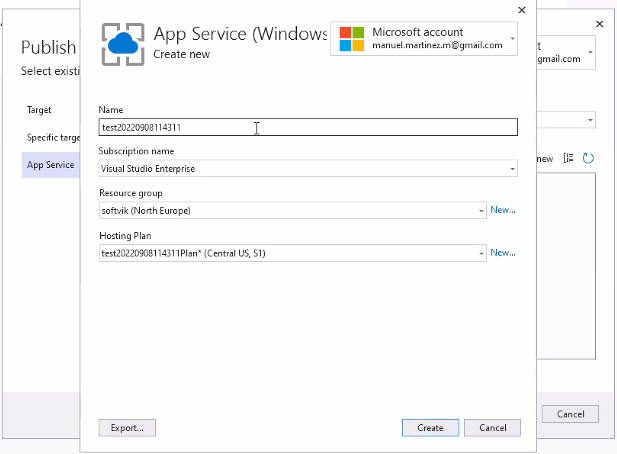 Publish
Select existi
Target
Specific targe
App Service
App Service (Windows
Create new
Microsoft account
manuel.martinez.m@gmail.com
t
gmail.com
new
Name
test20220908114311
Subscription name
Visual Studio Enterprise
Resource group
softvik (North Europe)
New...
Hosting Plan
test20220908114311Plan* (Central US, S1)
New...
Export...
Create
Cancel
Cancel